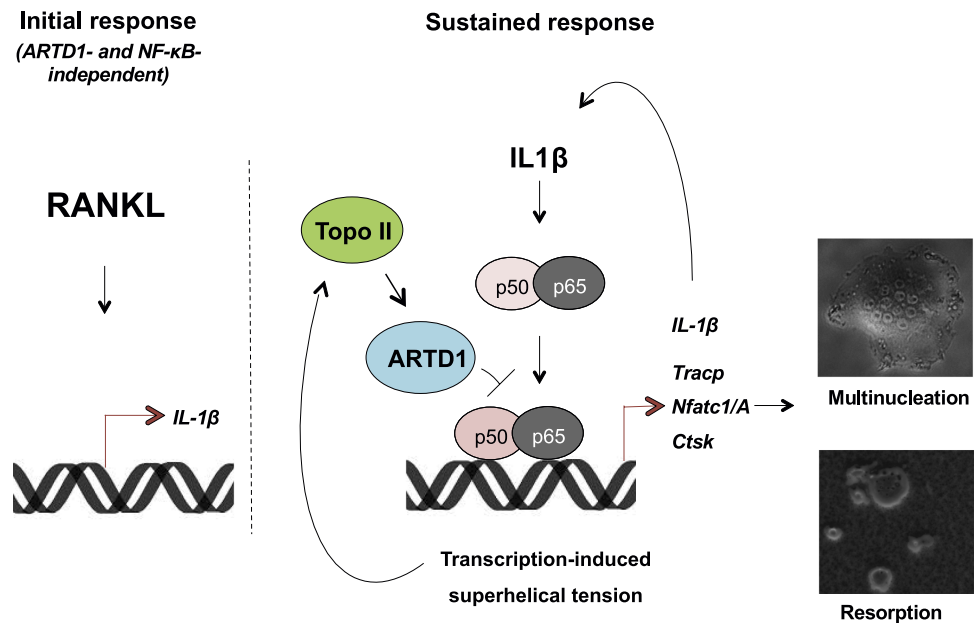 Initial response
(ARTD1- and NF-κB-
independent)
RANKL
IL-1β
Sustained response
IL1β
Topo II
p50
p65
ARTD1
p50
p65
IL-1β
Tracp
Nfatc1/A
Ctsk
Transcription-induced
superhelical tension
Multinucleation
Resorption